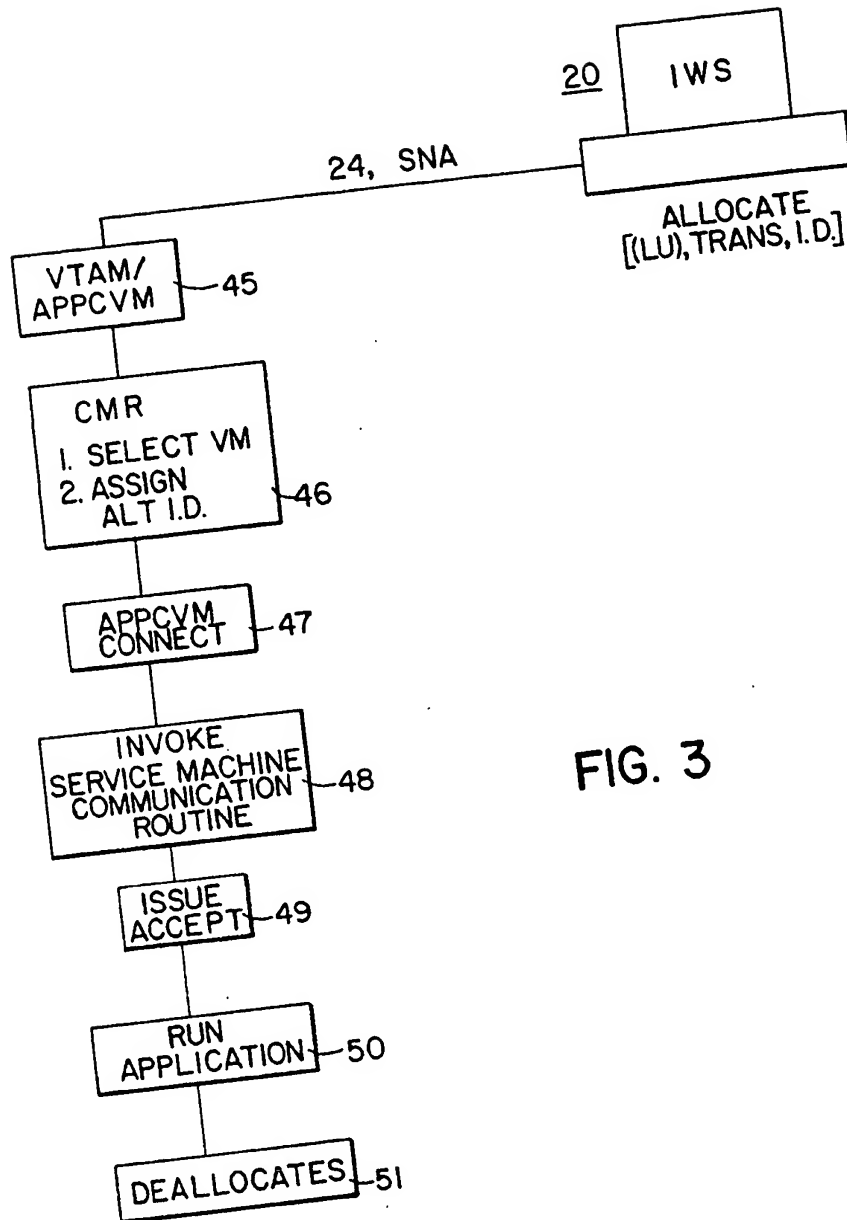 20
IWS
24, SNA
ALLOCATE
[(LU), TRANS, I.D.]
VTAM/
APPCVM
45
CMR
1. SELECT VM
2. ASSIGN
ALT I.D.
46
APPCVM
CONNECT
47
INVOKE
SERVICE MACHINE
COMMUNICATION
ROUTINE
48
ISSUE
ACCEPT
49
RUN
APPLICATION
50
DEALLOCATES
51
FIG. 3